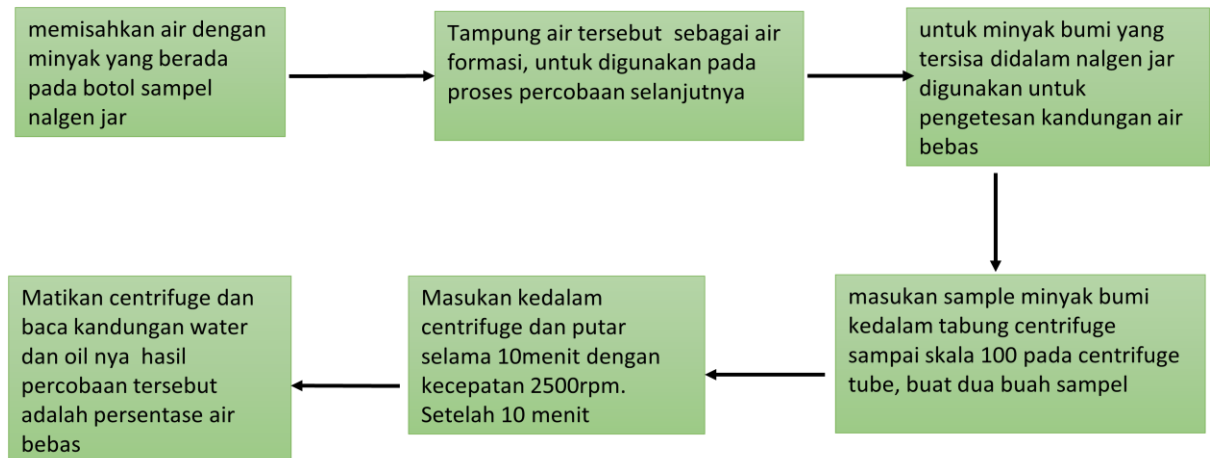 memisahkan air dengan
minyak yang berada
pada botol sampel
nalgen jar
Tampung air tersebut  sebagai air
formasi, untuk digunakan pada
proses percobaan selanjutnya
untuk minyak bumi yang
tersisa didalam nalgen jar
digunakan untuk
pengetesan kandungan air
bebas
masukan sample minyak bumi
kedalam tabung centrifuge
sampai skala 100 pada centrifuge
tube, buat dua buah sampel
Masukan kedalam
centrifuge dan putar
selama 10menit dengan
kecepatan 2500rpm.
Setelah 10 menit
Matikan centrifuge dan
baca kandungan water
dan oil nya  hasil
percobaan tersebut
adalah persentase air
bebas